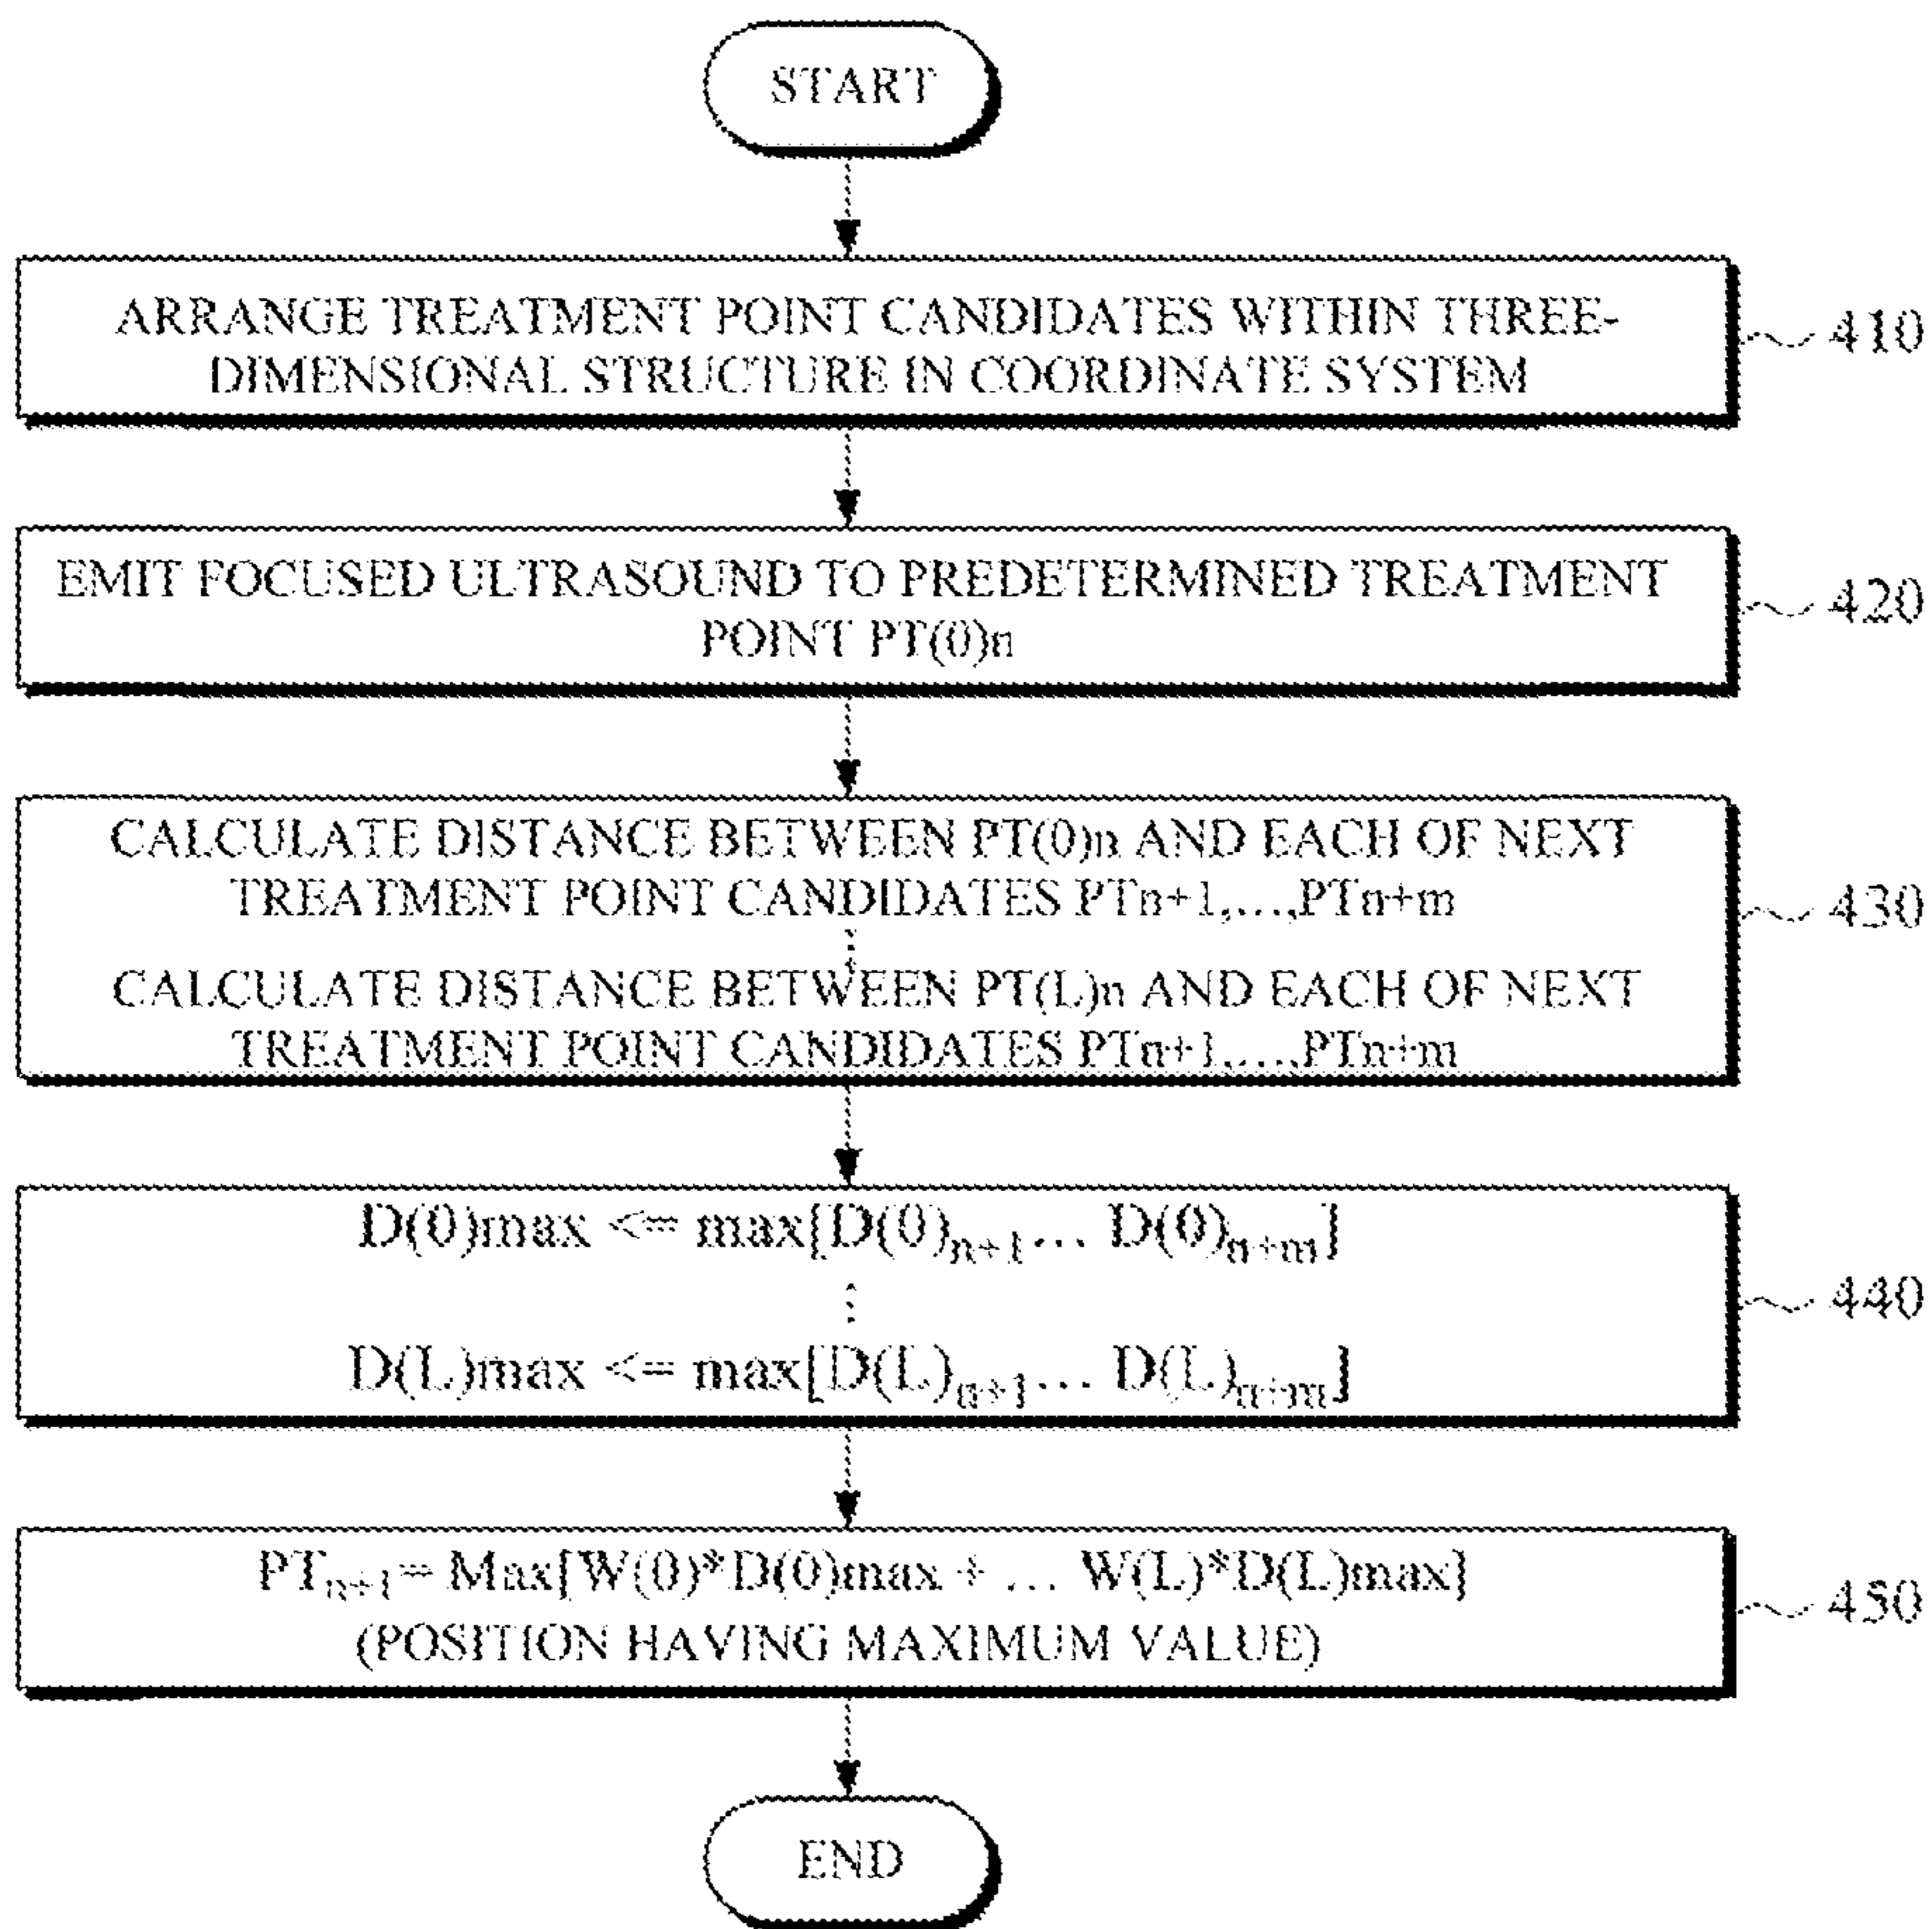 START
ARRANGE TREATMENT POINT CANDIDATES WITHIN THREE-
DIMENSIONAL STRUCTURE IN COORDINATE SYSTEM
410
EMIT FOCUSED ULTRASOUND TO PREDETERMINED TREATMENT
POINT PT(0)n
420
CALCULATE DISTANCE BETWEEN PT(0)n AND EACH OF NEXT
TREATMENT POINT CANDIDATES PTn+1,...,PTn+m
⋮
CALCULATE DISTANCE BETWEEN PT(L)n AND EACH OF NEXT
TREATMENT POINT CANDIDATES PTn+1,...,PTn+m
430
D(0)max <= max[D(0)n+1... D(0)n+m]
⋮
D(L)max <= max[D(L)n+1... D(L)n+m]
440
PTn+1= Max[W(0)*D(0)max + ... W(L)*D(L)max]
(POSITION HAVING MAXIMUM VALUE)
450
END